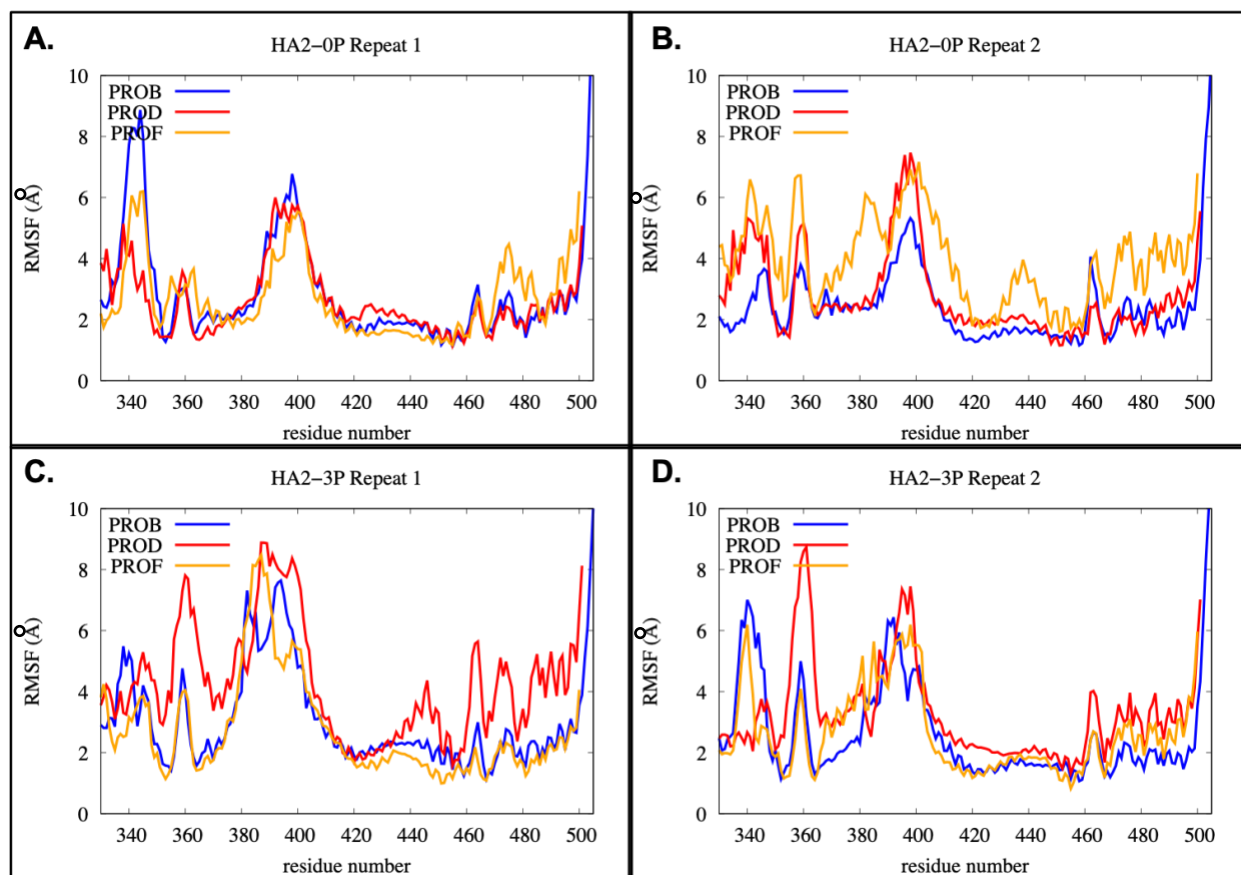 A.
HA2−0P Repeat 1
PROB
PROD
PROF
RMSF (Å)
10
8
6
4
2
0
340 360 380 400 420 440 460 480 500
residue number
B.
HA2−0P Repeat 2
PROB
PROD
PROF
RMSF (Å)
10
8
6
4
2
0
340 360 380 400 420 440 460 480 500
residue number
C.
HA2−3P Repeat 1
PROB
PROD
PROF
RMSF (Å)
10
8
6
4
2
0
340 360 380 400 420 440 460 480 500
residue number
D.
HA2−3P Repeat 2
PROB
PROD
PROF
RMSF (Å)
10
8
6
4
2
0
340 360 380 400 420 440 460 480 500
residue number